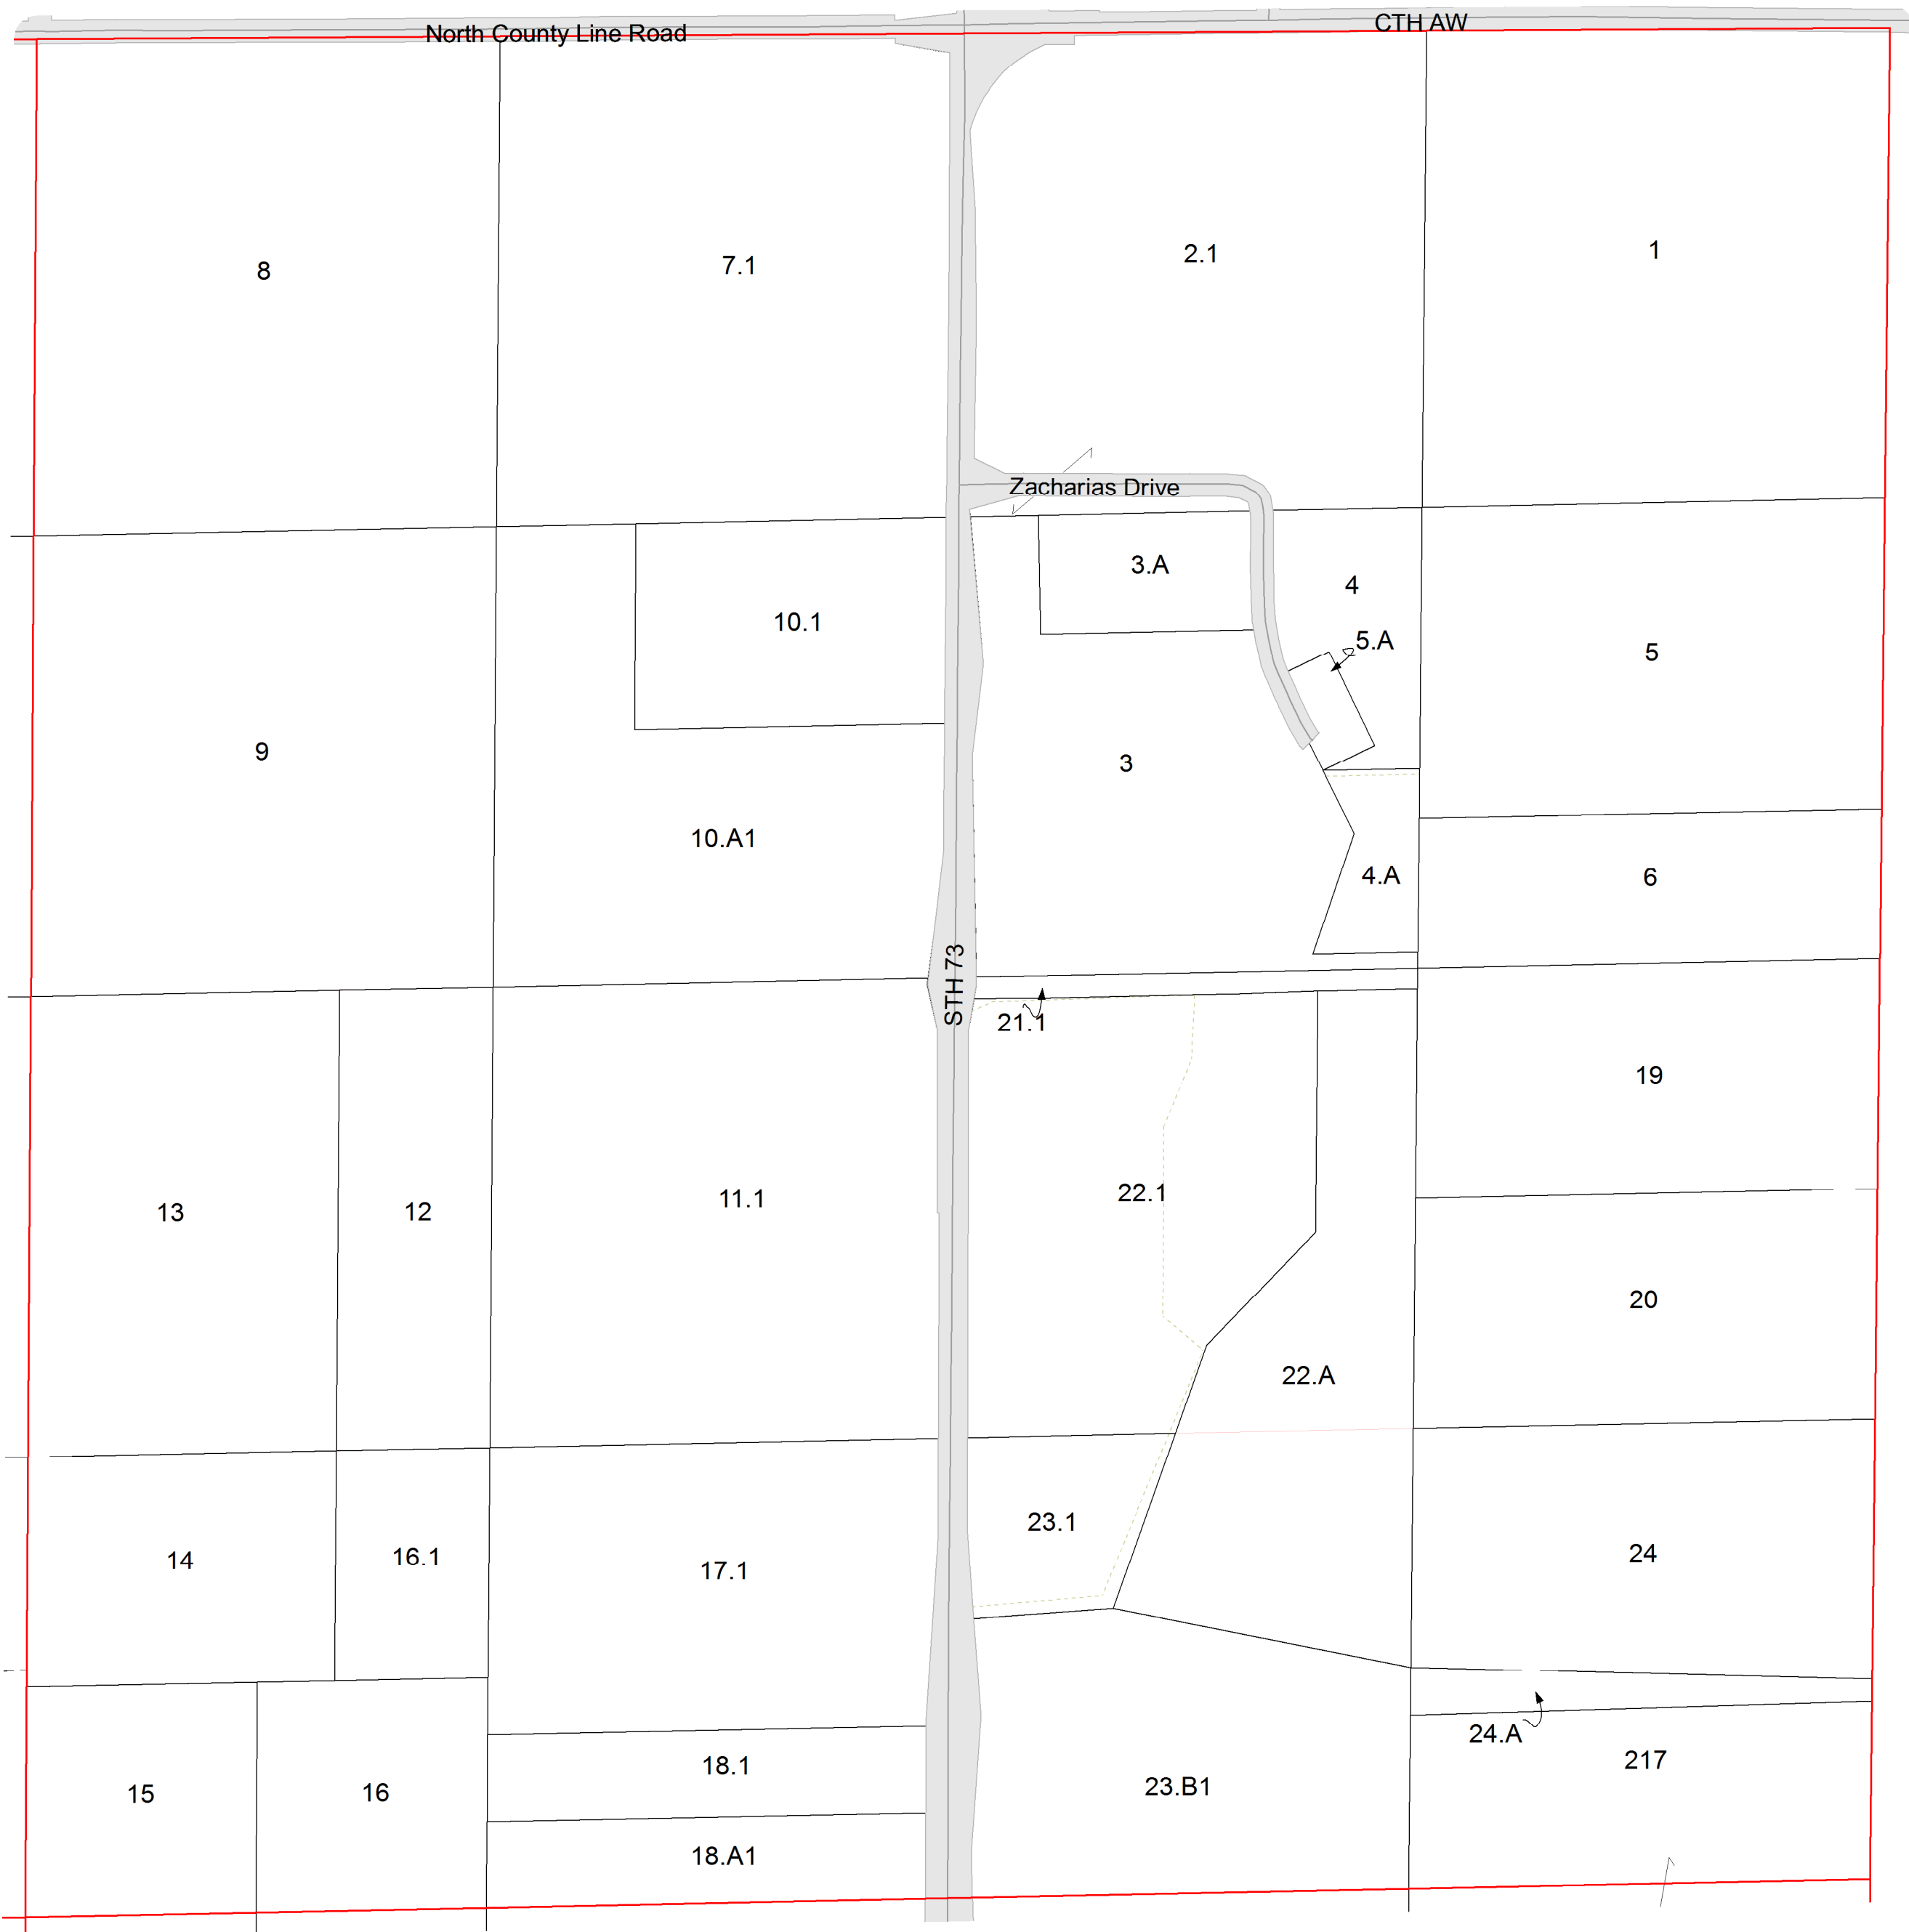 North County Line Road
CTH AW
8
7.1
2.1
1
Zacharias Drive
3.A
4
10.1
5.A
5
9
3
10.A1
4.A
6
STH 73
21.1
19
13
12
11.1
22.1
20
22.A
14
16.1
17.1
23.1
24
24.A
15
16
18.1
23.B1
217
18.A1